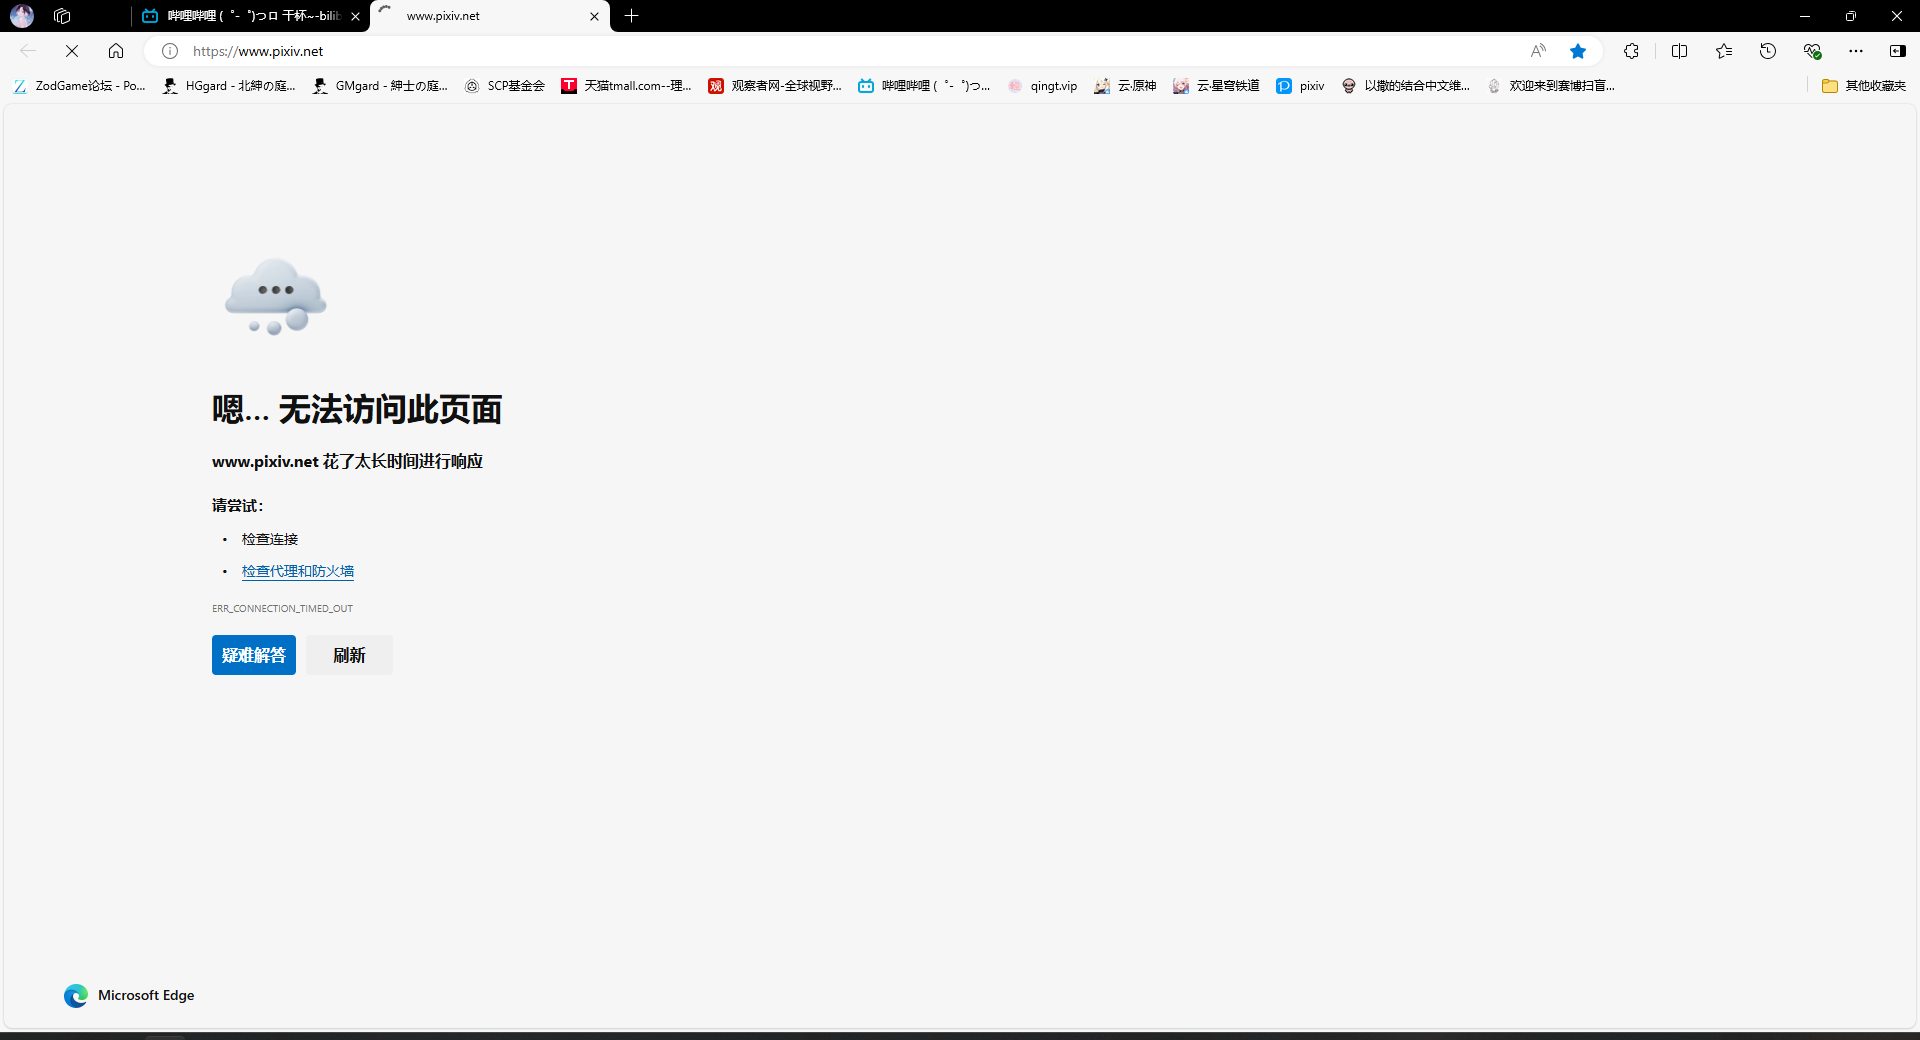 哔哩哔哩 (゜-゜)つロ 干杯~-bilib
www.pixiv.net
https://www.pixiv.net
ZodGame论坛 - Po...
HGgard - 北紳の庭...
GMgard - 紳士の庭...
SCP基金会
天猫tmall.com--理...
观察者网-全球视野...
哔哩哔哩 (゜-゜)つ...
qingt.vip
云·原神
云·星穹铁道
pixiv
以撒的结合中文维...
欢迎来到赛博扫盲...
其他收藏夹
嗯… 无法访问此页面
www.pixiv.net 花了太长时间进行响应
请尝试：
• 检查连接
• 检查代理和防火墙
ERR_CONNECTION_TIMED_OUT
疑难解答
刷新
Microsoft Edge